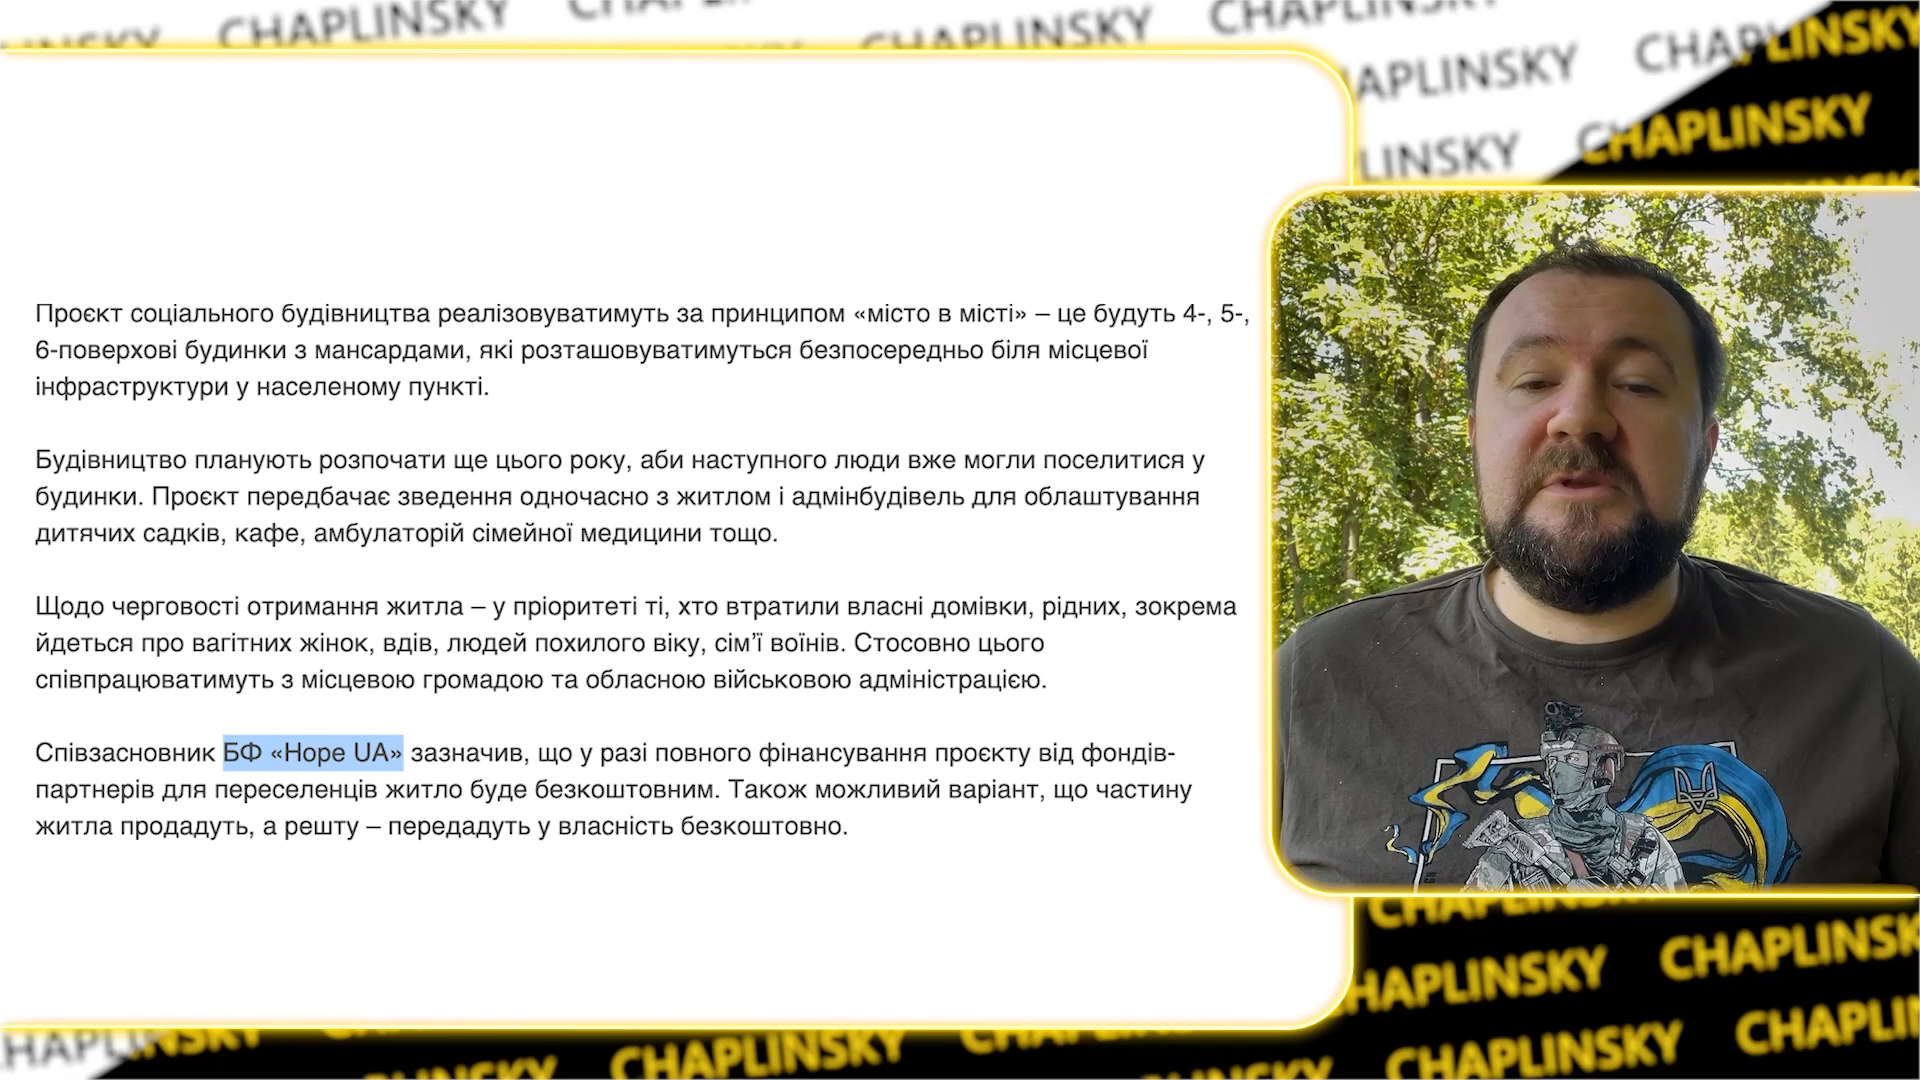 CHAPLINSKY
CHAPLINSKY
CHAPLINSKY
CHAPLINSKY
CHAPLINSKY
Проєкт соціального будівництва реалізовуватимуть за принципом «місто в місті» – це будуть 4-, 5-,
6-поверхові будинки з мансардами, які розташовуватимуться безпосередньо біля місцевої
інфраструктури у населеному пункті.
Будівництво планують розпочати ще цього року, аби наступного люди вже могли поселитися у
будинки. Проєкт передбачає зведення одночасно з житлом і адмінбудівель для облаштування
дитячих садків, кафе, амбулаторій сімейної медицини тощо.
Щодо черговості отримання житла – у пріоритеті ті, хто втратили власні домівки, рідних, зокрема
йдеться про вагітних жінок, вдів, людей похилого віку, сім’ї воїнів. Стосовно цього
співпрацюватимуть з місцевою громадою та обласною військовою адміністрацією.
Співзасновник БФ «Hope UA» зазначив, що у разі повного фінансування проєкту від фондів-
партнерів для переселенців житло буде безкоштовним. Також можливий варіант, що частину
житла продадуть, а решту – передадуть у власність безкоштовно.
CHAPLINSKY
CHAPLINSKY
CHAPLINSKY
CHAPLINSKY